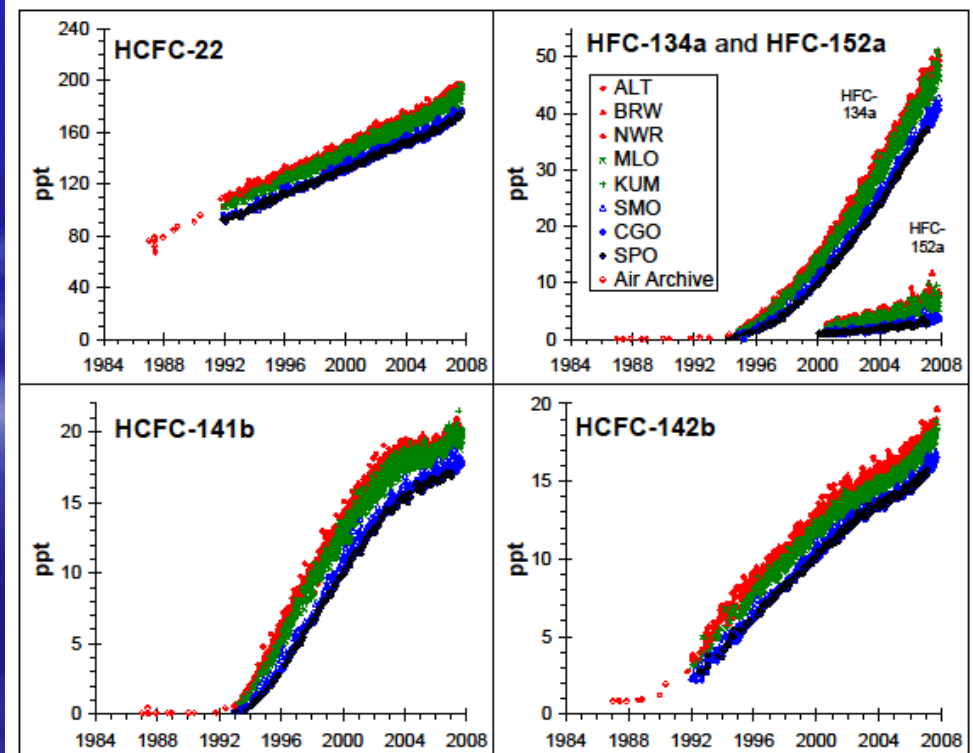 HCFC-22
ppt
240
200
160
120
80
40
0
1984 1988 1992 1996 2000 2004 2008
HFC-134a and HFC-152a
ppt
50
40
30
20
10
0
ALT
BRW
NWR
MLO
KUM
SMO
CGO
SPO
Air Archive
HFC-
134a
HFC-
152a
1984 1988 1992 1996 2000 2004 2008
HCFC-141b
ppt
20
15
10
5
0
1984 1988 1992 1996 2000 2004 2008
HCFC-142b
ppt
20
15
10
5
0
1984 1988 1992 1996 2000 2004 2008